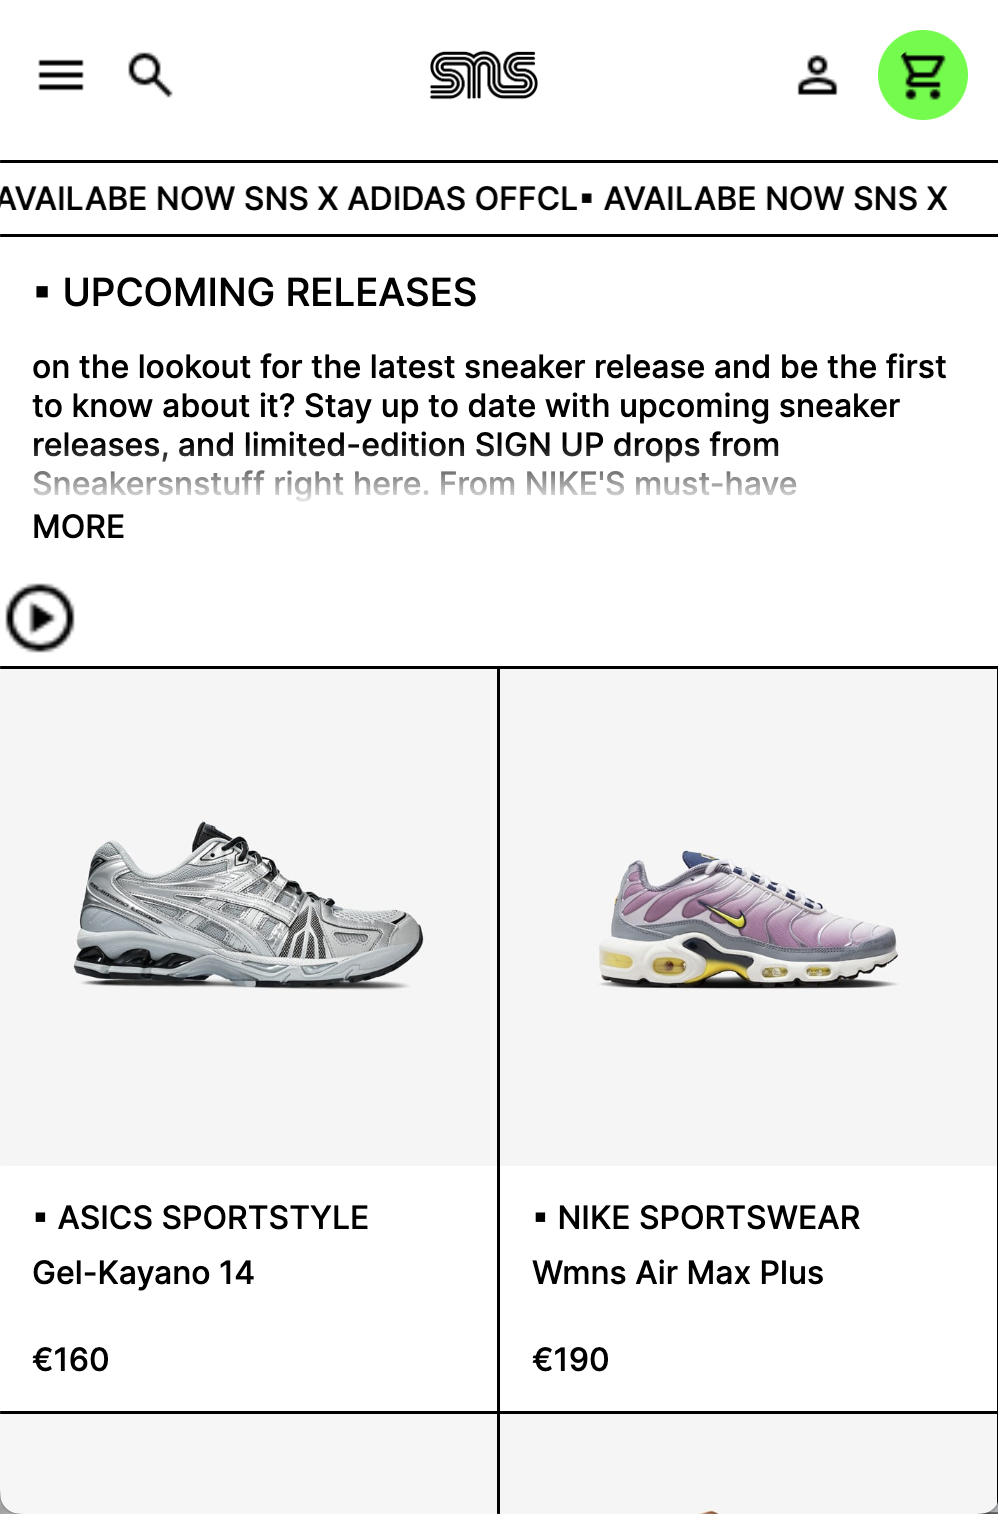 sns
AVAILABE NOW SNS X ADIDAS OFFCL▪ AVAILABE NOW SNS X
▪ UPCOMING RELEASES
on the lookout for the latest sneaker release and be the first
to know about it? Stay up to date with upcoming sneaker
releases, and limited-edition SIGN UP drops from
Sneakersnstuff right here. From NIKE'S must-have
MORE
▪ ASICS SPORTSTYLE
Gel-Kayano 14
€160
▪ NIKE SPORTSWEAR
Wmns Air Max Plus
€190